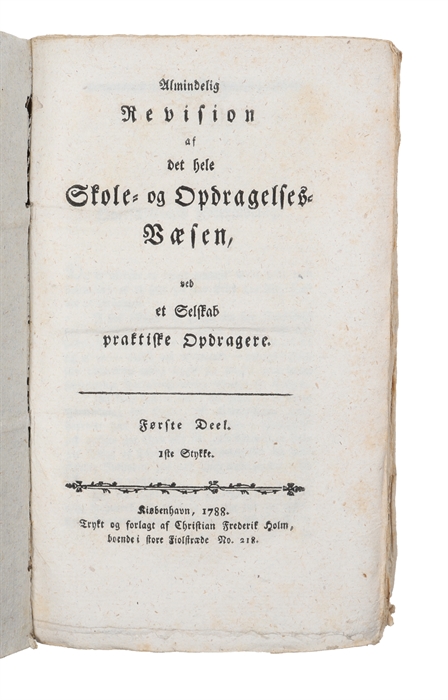 Almindelig
Revision
af
det hele
Skole- og Opdragelses-
Væsen,
ved
et Selskab
praktiske Opdragere.
Første Deel.
1ste Stykke.
Kiøbenhavn, 1788.
Trykt og forlagt af Christian Frederik Holm,
boende i store Fiolstræde No. 218.